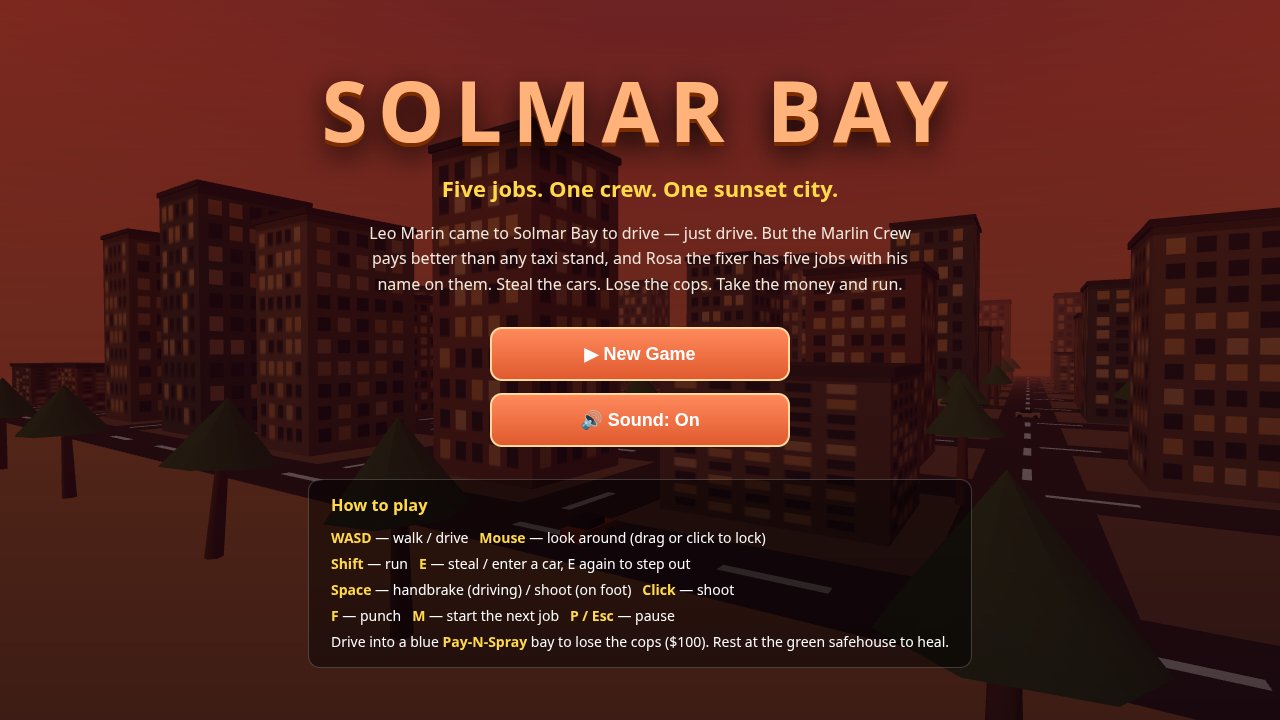 SOLMAR BAY
Five jobs. One crew. One sunset city.
Leo Marin came to Solmar Bay to drive — just drive. But the Marlin Crew
pays better than any taxi stand, and Rosa the fixer has five jobs with his
name on them. Steal the cars. Lose the cops. Take the money and run.
▶ New Game
🔊 Sound: On
How to play
WASD — walk / drive Mouse — look around (drag or click to lock)
Shift — run E — steal / enter a car, E again to step out
Space — handbrake (driving) / shoot (on foot) Click — shoot
F — punch M — start the next job P / Esc — pause
Drive into a blue Pay-N-Spray bay to lose the cops ($100). Rest at the green safehouse to heal.